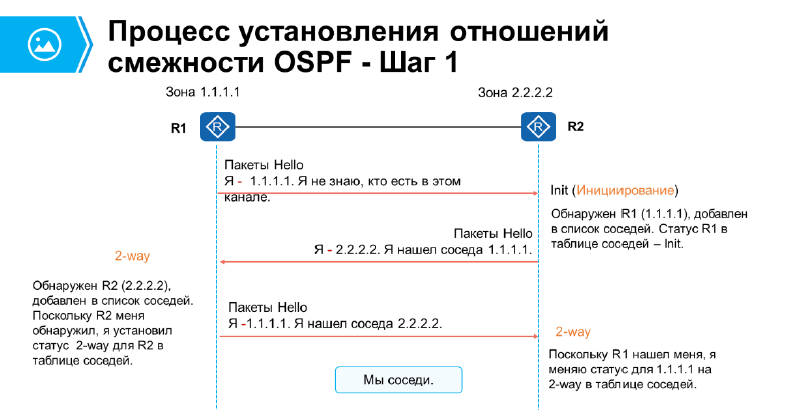 Процесс установления отношений
смежности OSPF - Шаг 1
Зона 1.1.1.1
Зона 2.2.2.2
R1
R
R
R2
Пакеты Hello
Я - 1.1.1.1. Я не знаю, кто есть в этом
канале.
Init (Инициирование)
Обнаружен R1 (1.1.1.1), добавлен
в список соседей. Статус R1 в
таблице соседей – Init.
Пакеты Hello
Я - 2.2.2.2. Я нашел соседа 1.1.1.1.
2-way
Обнаружен R2 (2.2.2.2),
добавлен в список соседей.
Поскольку R2 меня
обнаружил, я установил
статус 2-way для R2 в
таблице соседей.
Пакеты Hello
Я -1.1.1.1. Я нашел соседа 2.2.2.2.
2-way
Поскольку R1 нашел меня, я
меняю статус для 1.1.1.1 на
2-way в таблице соседей.
Мы соседи.